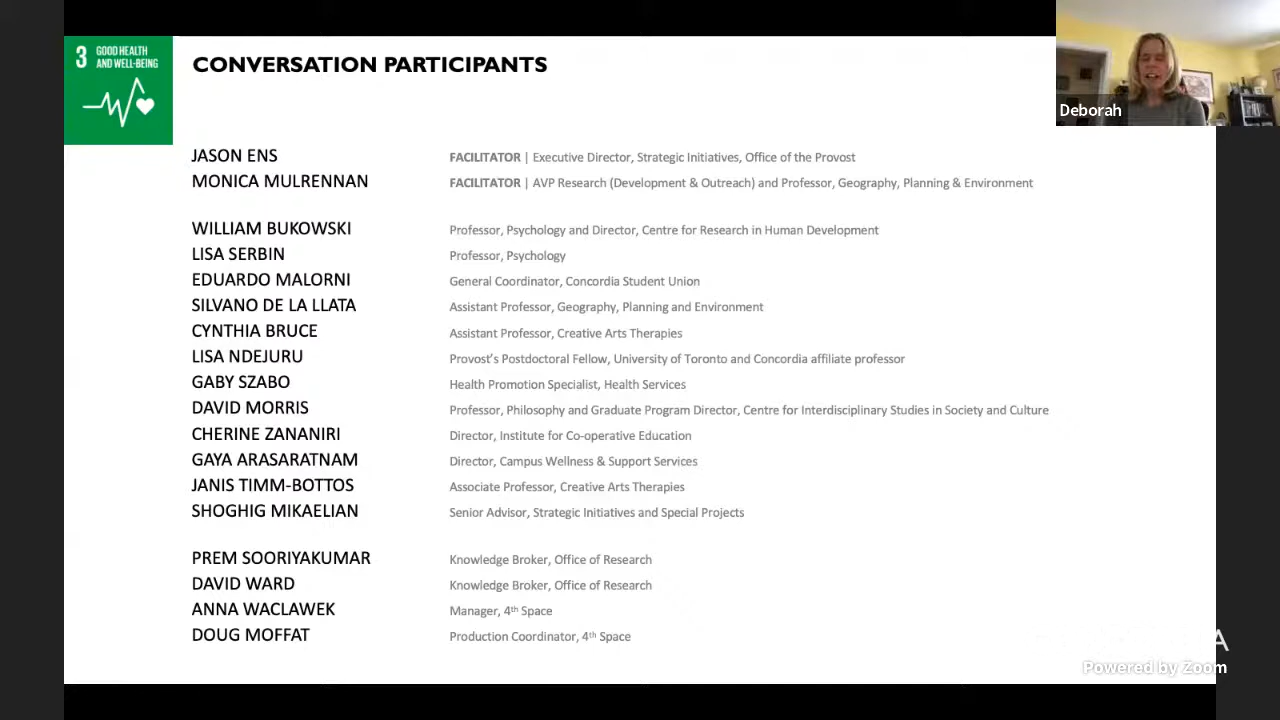 3 GOOD HEALTH
AND WELL-BEING
CONVERSATION PARTICIPANTS
Deborah
JASON ENS FACILITATOR | Executive Director, Strategic Initiatives, Office of the Provost
MONICA MULRENNAN FACILITATOR | AVP Research (Development & Outreach) and Professor, Geography, Planning & Environment
WILLIAM BUKOWSKI Professor, Psychology and Director, Centre for Research in Human Development
LISA SERBIN Professor, Psychology
EDUARDO MALORNI General Coordinator, Concordia Student Union
SILVANO DE LA LLATA Assistant Professor, Geography, Planning and Environment
CYNTHIA BRUCE Assistant Professor, Creative Arts Therapies
LISA NDEJURU Provost's Postdoctoral Fellow, University of Toronto and Concordia affiliate professor
GABY SZABO Health Promotion Specialist, Health Services
DAVID MORRIS Professor, Philosophy and Graduate Program Director, Centre for Interdisciplinary Studies in Society and Culture
CHERINE ZANANIRI Director, Institute for Co-operative Education
GAYA ARASARATNAM Director, Campus Wellness & Support Services
JANIS TIMM-BOTTOS Associate Professor, Creative Arts Therapies
SHOGHIG MIKAELIAN Senior Advisor, Strategic Initiatives and Special Projects
PREM SOORIYAKUMAR Knowledge Broker, Office of Research
DAVID WARD Knowledge Broker, Office of Research
ANNA WACLAWEK Manager, 4th Space
DOUG MOFFAT Production Coordinator, 4th Space
Powered by Zoom